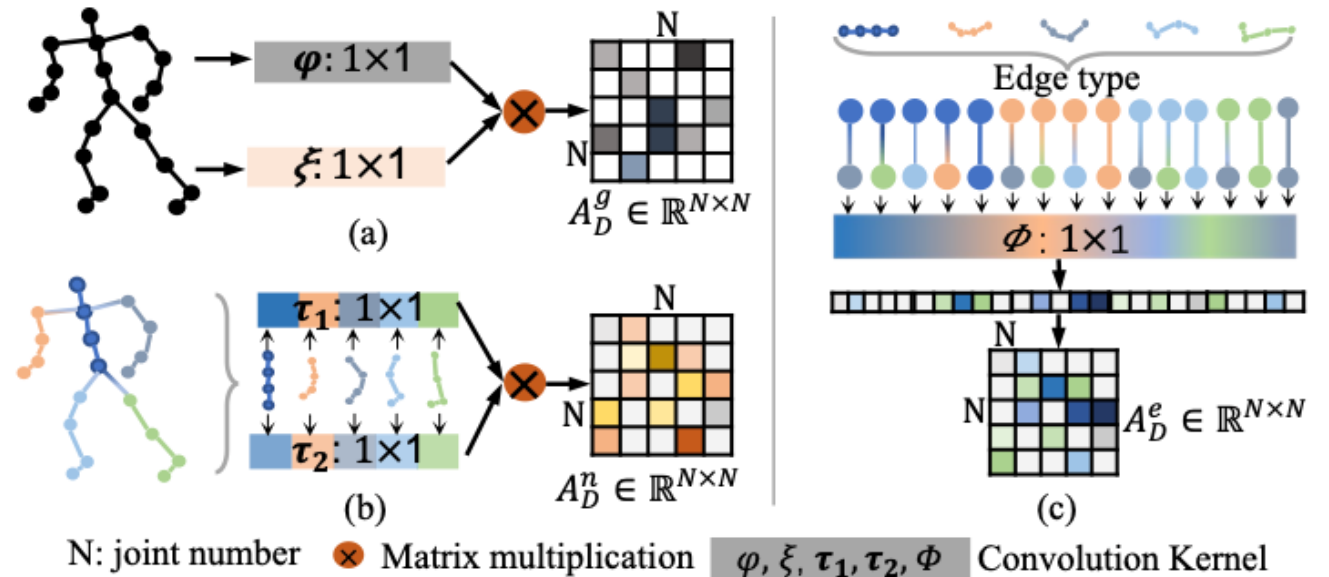 φ: 1×1
ξ: 1×1
N
N
A_D^g ∈ ℝ^{N×N}
(a)
τ₁: 1×1
τ₂: 1×1
N
N
A_D^n ∈ ℝ^{N×N}
(b)
Edge type
Φ: 1×1
N
N
A_D^e ∈ ℝ^{N×N}
(c)
N: joint number × Matrix multiplication φ, ξ, τ₁, τ₂, Φ Convolution Kernel